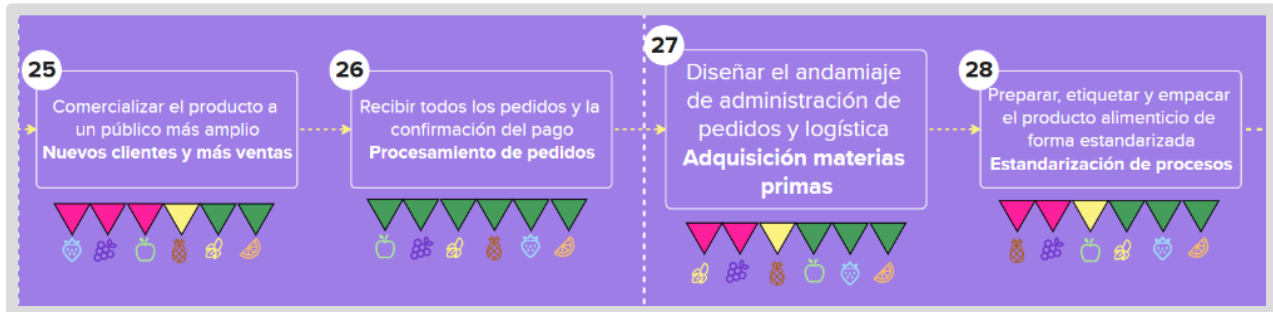 25
Comercializar el producto a
un público más amplio
Nuevos clientes y más ventas
26
Recibir todos los pedidos y la
confirmación del pago
Procesamiento de pedidos
27
Diseñar el andamiaje
de administración de
pedidos y logística
Adquisición materias
primas
28
Preparar, etiquetar y empacar
el producto alimenticio de
forma estandarizada
Estandarización de procesos